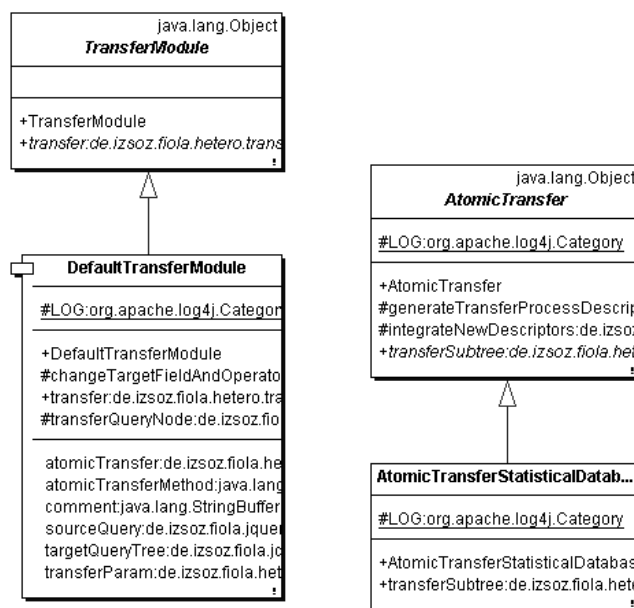 java.lang.Object
TransferModule
+TransferModule
+transfer:de.izsoz.fiola.hetero.trans
!
DefaultTransferModule
#LOG:org.apache.log4j.Categor
+DefaultTransferModule
#changeTargetFieldAndOperato
+transfer:de.izsoz.fiola.hetero.tra
#transferQueryNode:de.izsoz.fio
atomicTransfer:de.izsoz.fiola.he
atomicTransferMethod:java.lang
comment:java.lang.StringBuffer
sourceQuery:de.izsoz.fiola.jque
targetQueryTree:de.izsoz.fiola.jc
transferParam:de.izsoz.fiola.het
!
java.lang.Object
AtomicTransfer
#LOG:org.apache.log4j.Category
+AtomicTransfer
#generateTransferProcessDescrip
#integrateNewDescriptors:de.izsoz
+transferSubtree:de.izsoz.fiola.het
!
AtomicTransferStatisticalDatab...
#LOG:org.apache.log4j.Category
+AtomicTransferStatisticalDatabas
+transferSubtree:de.izsoz.fiola.hete
!